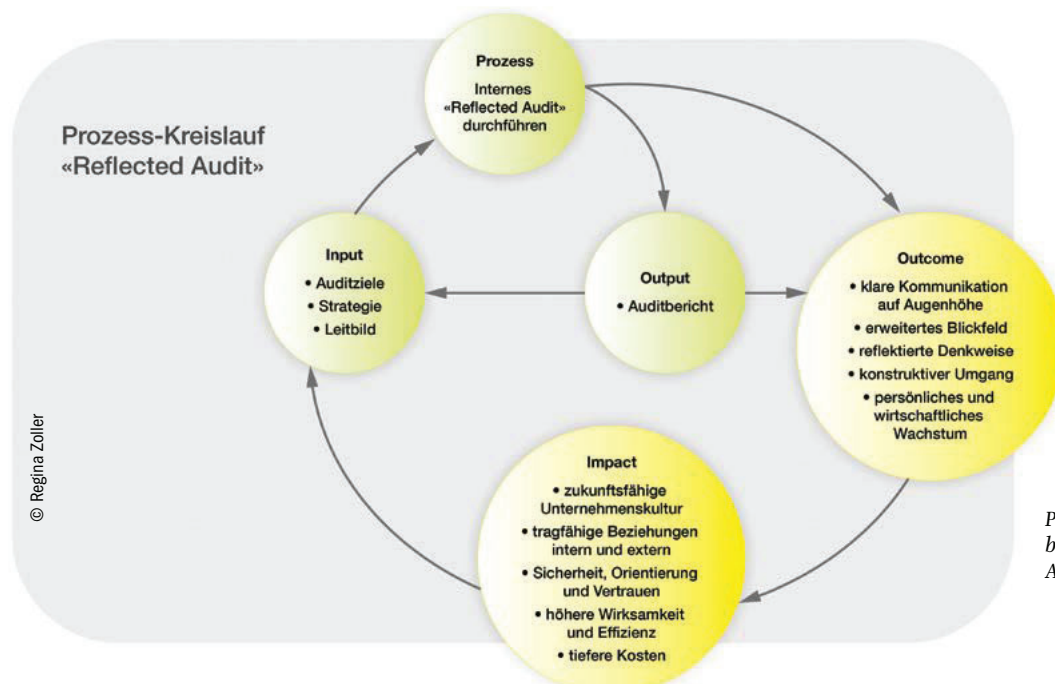 Prozess
Internes
«Reflected Audit»
durchführen
Prozess-Kreislauf
«Reflected Audit»
Input
• Auditziele
• Strategie
• Leitbild
Output
• Auditbericht
Outcome
• klare Kommunikation
auf Augenhöhe
• erweitertes Blickfeld
• reflektierte Denkweise
• konstruktiver Umgang
• persönliches und
wirtschaftliches
Wachstum
Impact
• zukunftsfähige
Unternehmenskultur
• tragfähige Beziehungen
intern und extern
• Sicherheit, Orientierung
und Vertrauen
• höhere Wirksamkeit
und Effizienz
• tiefere Kosten
© Regina Zoller
P
b
A